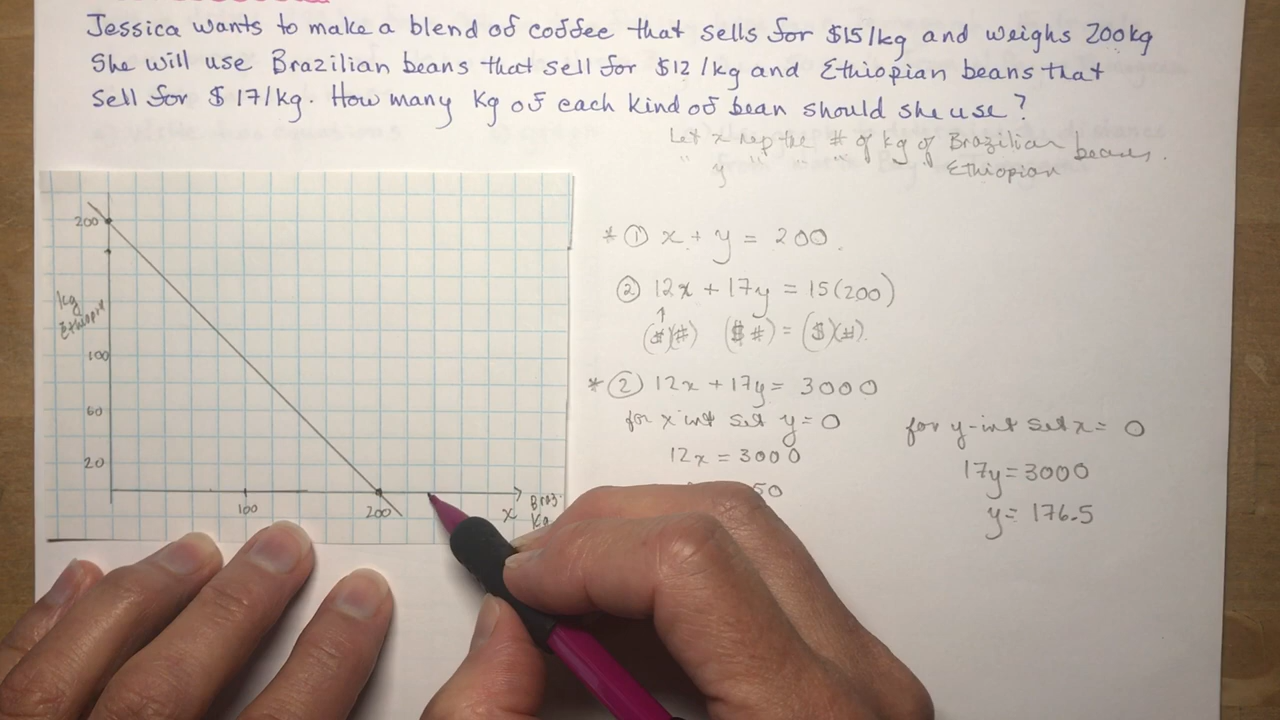 Jessica wants to make a blend of coffee that sells for $15/kg and weighs 200kg
She will use Brazilian beans that sell for $12/kg and Ethiopian beans that
sell for $17/kg. How many kg of each kind of bean should she use?
Let x rep the # of kg of Brazilian beans.
" y " " " Ethiopian
200
kg
100
60
20
100
200
x
Braz.
* ① x + y = 200.
② 12x + 17y = 15(200)
↑
($)(#) ($ #) = ($)(#).
* ② 12x + 17y = 3000
for x int set y = 0
12x = 3000
50
for y-int set x = 0
17y = 3000
y = 176.5